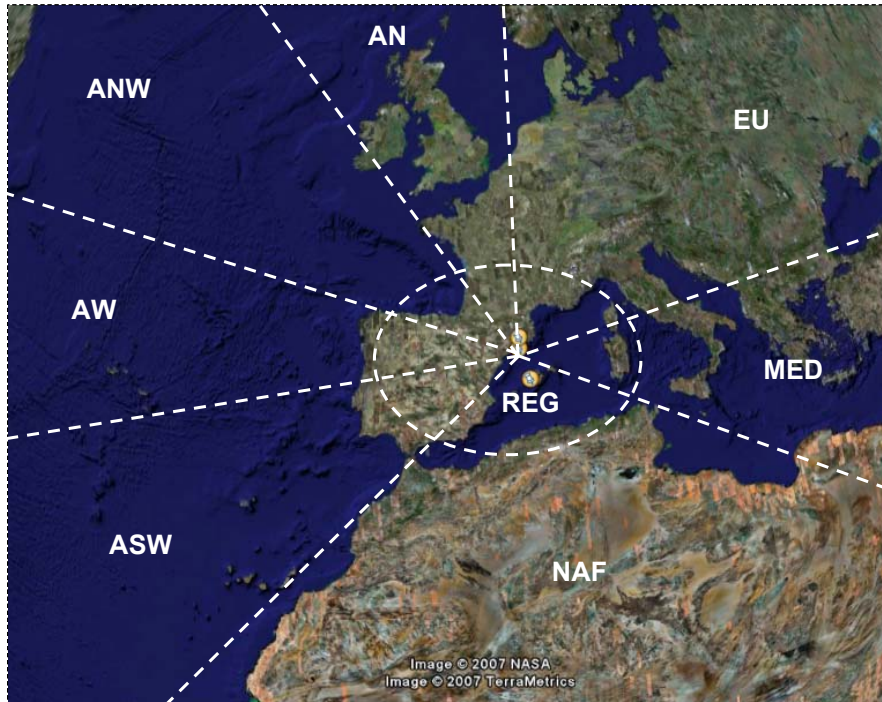 AN
ANW
EU
AW
MED
REG
ASW
NAF
Image © 2007 NASA
Image © 2007 TerraMetrics